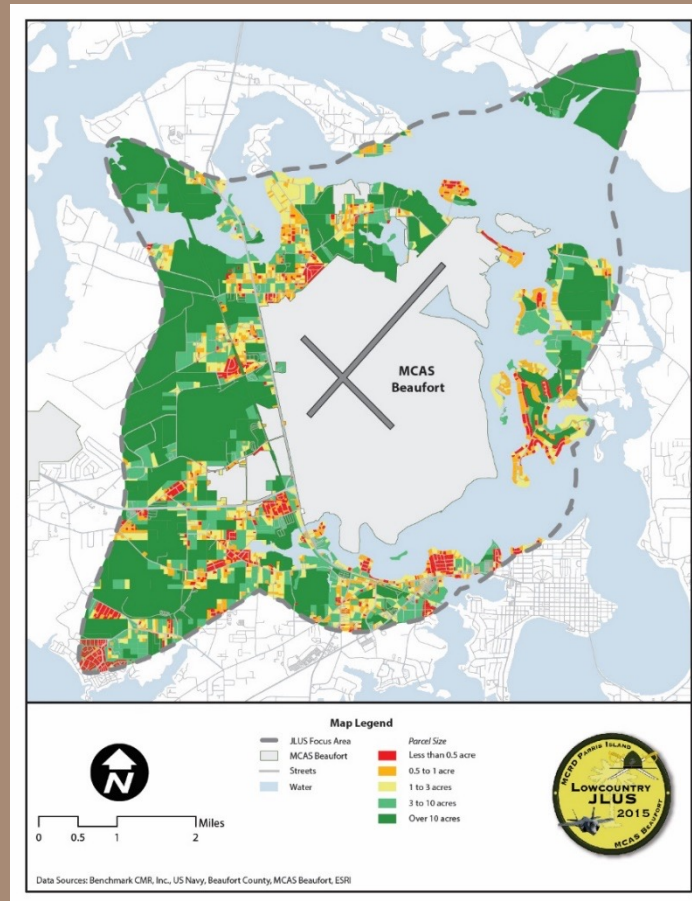 MCAS
Beaufort
Map Legend
JLUS Focus Area
MCAS Beaufort
Streets
Water
Parcel Size
Less than 0.5 acre
0.5 to 1 acre
1 to 3 acres
3 to 10 acres
Over 10 acres
N
Miles
0 0.5 1 2
MCRD Parris Island
Lowcountry
JLUS
2015
MCAS Beaufort
Data Sources: Benchmark CMR, Inc., US Navy, Beaufort County, MCAS Beaufort, ESRI